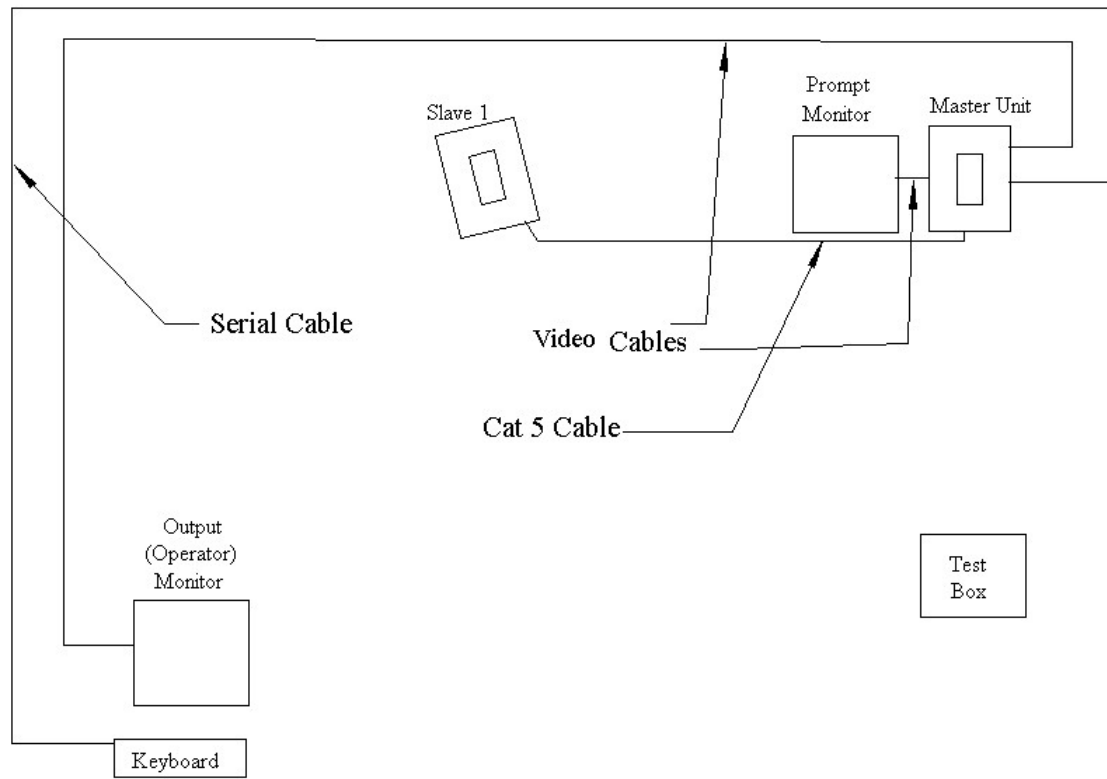 Prompt
Monitor
Master Unit
Slave 1
Serial Cable
Video Cables
Cat 5 Cable
Output
(Operator)
Monitor
Test
Box
Keyboard